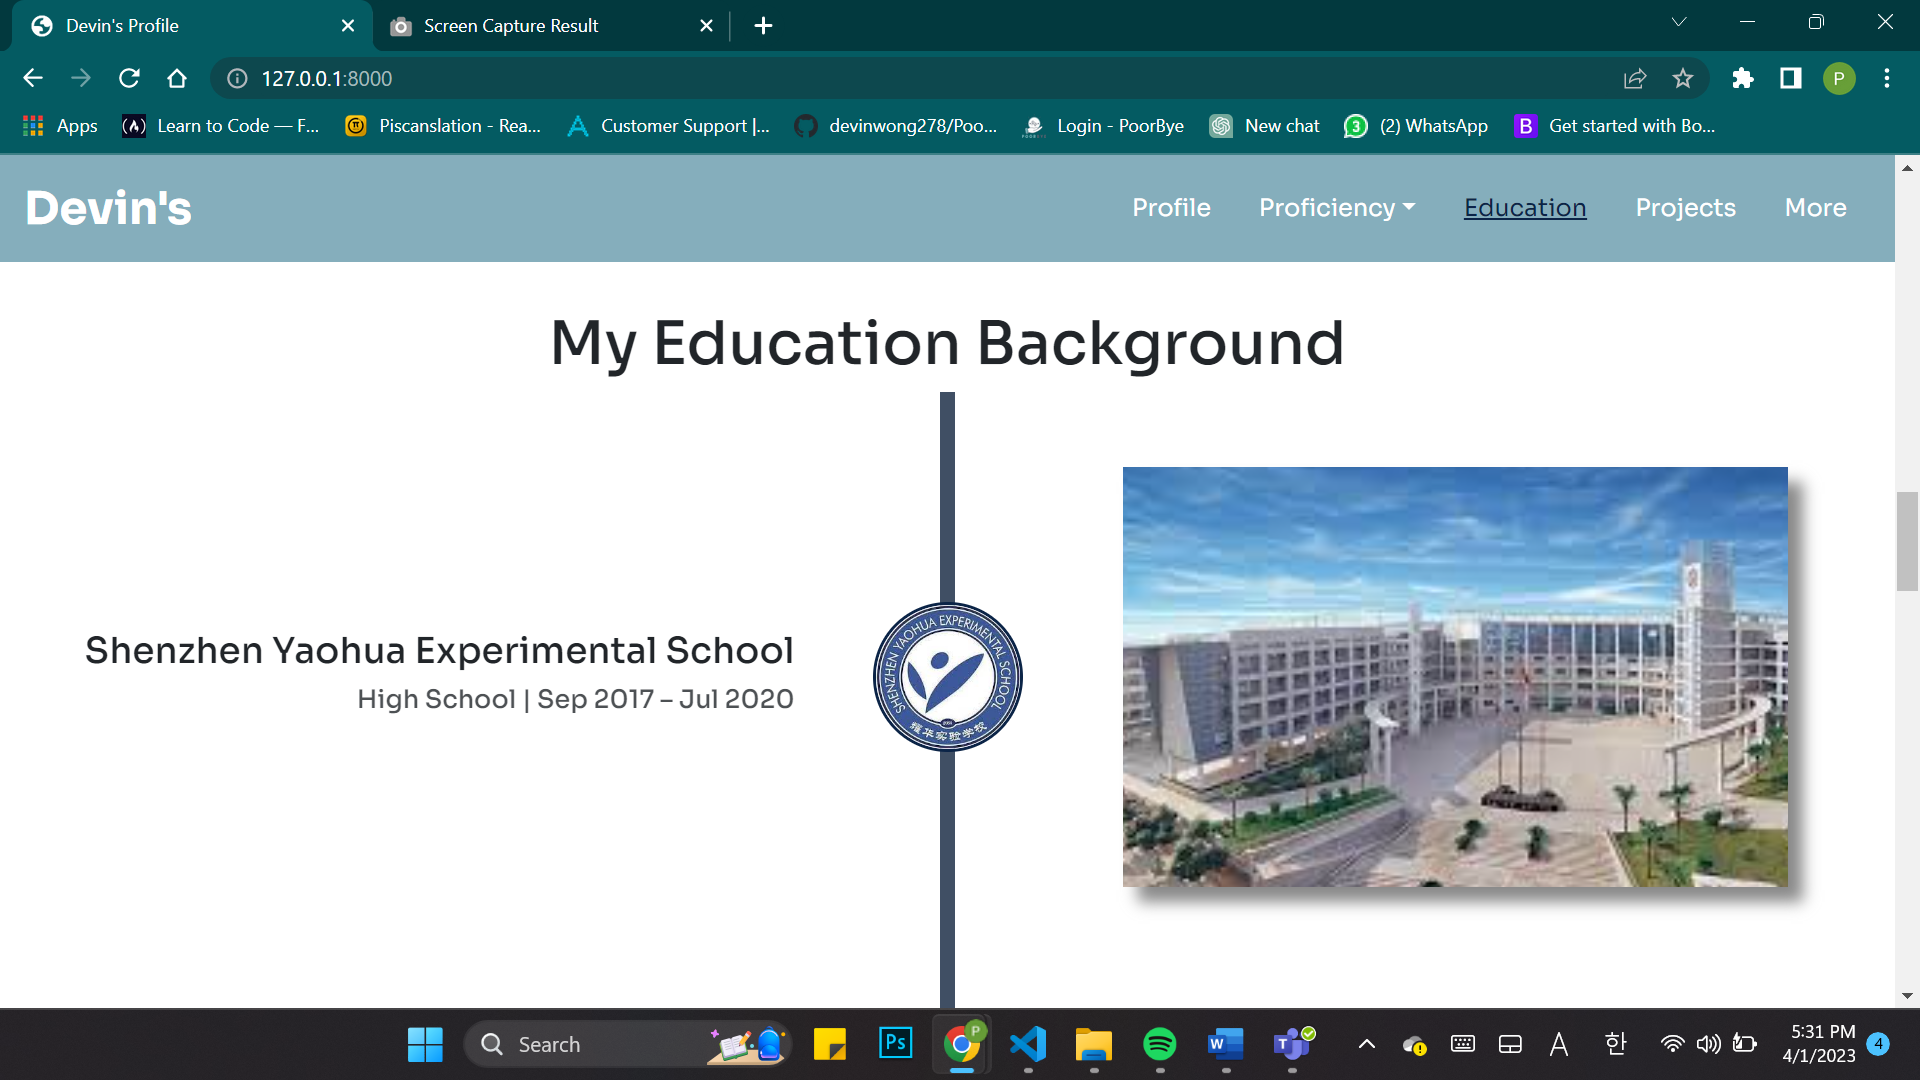 Devin's Profile
Screen Capture Result
127.0.0.1:8000
P
Apps
Learn to Code — F...
Piscanslation - Rea...
Customer Support |...
devinwong278/Poo...
Login - PoorBye
New chat
3
(2) WhatsApp
B
Get started with Bo...
Devin's
Profile
Proficiency
Education
Projects
More
My Education Background
Shenzhen Yaohua Experimental School
High School | Sep 2017 – Jul 2020
SHENZHEN YAOHUA EXPERIMENTAL SCHOOL
耀华实验学校
Search
Ps
P
W
T
A
한
5:31 PM
4/1/2023
4